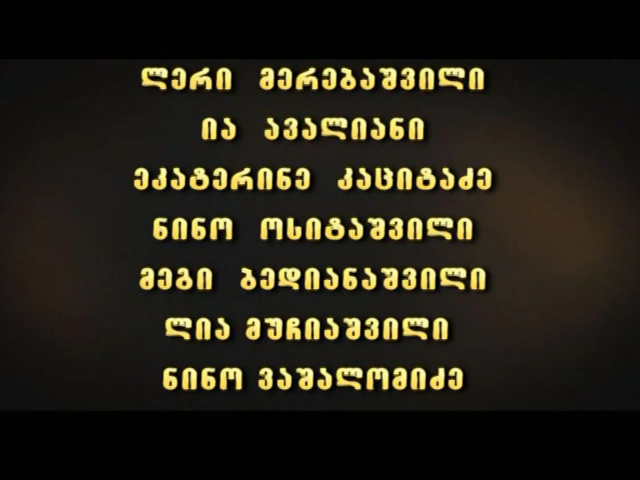 ლერი მერებაშვილი
ია ავალიანი
ეკატერინე კაციტაძე
ნინო ოსიტაშვილი
მეგი ბედიანაშვილი
ლია მუჩიაშვილი
ნინო ვაშალომიძე